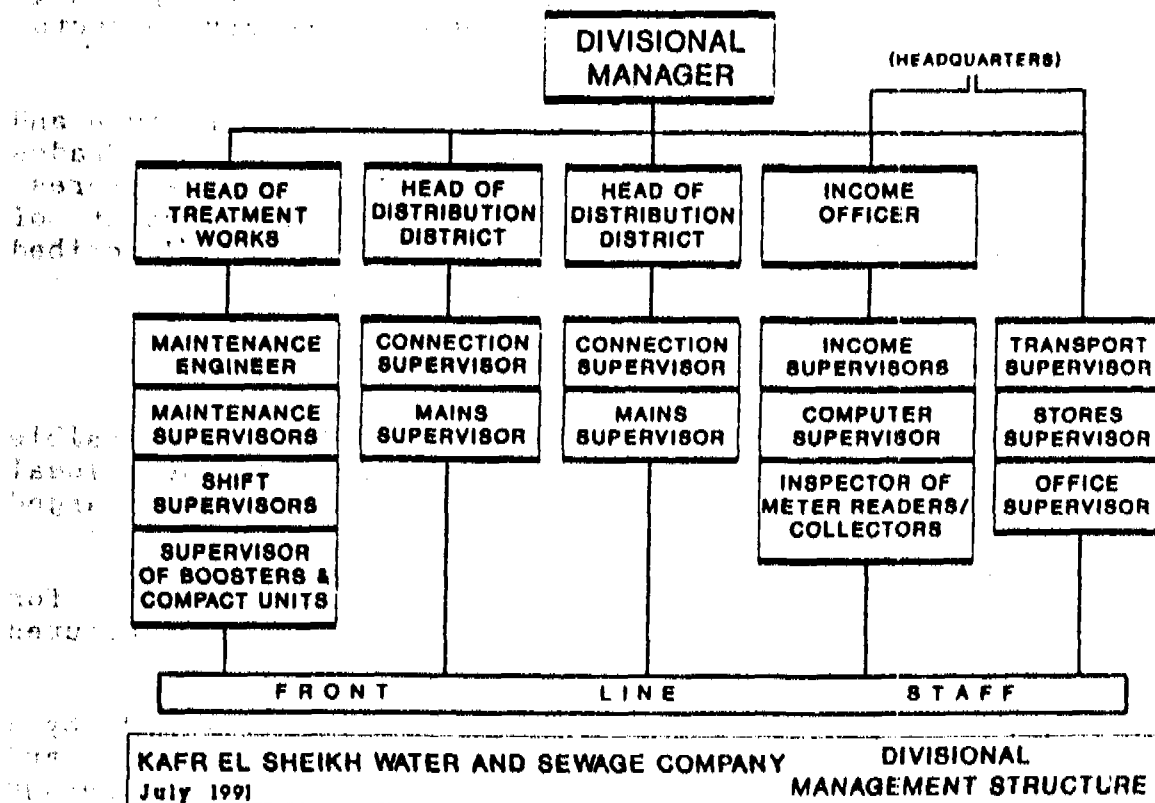 DIVISIONAL
MANAGER
(HEADQUARTERS)
HEAD OF
TREATMENT
WORKS
HEAD OF
DISTRIBUTION
DISTRICT
HEAD OF
DISTRIBUTION
DISTRICT
INCOME
OFFICER
MAINTENANCE
ENGINEER
MAINTENANCE
SUPERVISORS
SHIFT
SUPERVISORS
SUPERVISOR
OF BOOSTERS &
COMPACT UNITS
CONNECTION
SUPERVISOR
MAINS
SUPERVISOR
CONNECTION
SUPERVISOR
MAINS
SUPERVISOR
INCOME
SUPERVISORS
COMPUTER
SUPERVISOR
INSPECTOR OF
METER READERS/
COLLECTORS
TRANSPORT
SUPERVISOR
STORES
SUPERVISOR
OFFICE
SUPERVISOR
FRONT LINE STAFF
KAFR EL SHEIKH WATER AND SEWAGE COMPANY
July 1991
DIVISIONAL
MANAGEMENT STRUCTURE